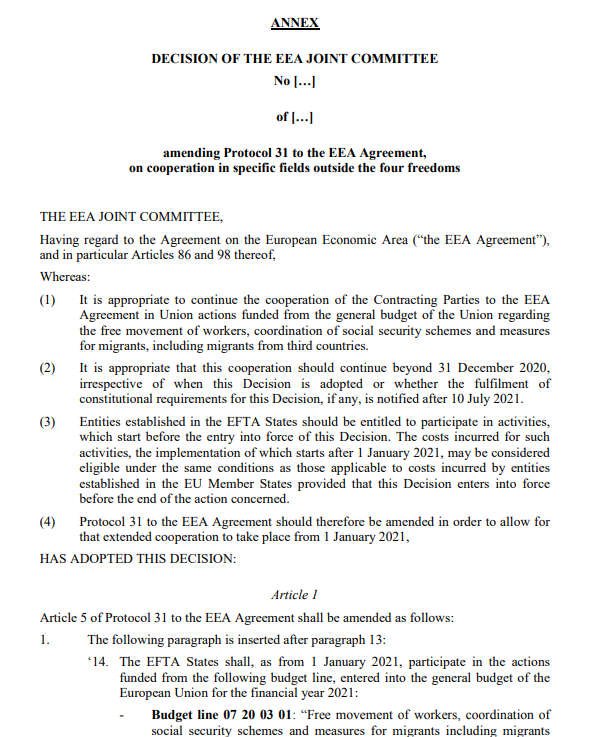 ANNEX
DECISION OF THE EEA JOINT COMMITTEE
No […]
of […]
amending Protocol 31 to the EEA Agreement,
on cooperation in specific fields outside the four freedoms
THE EEA JOINT COMMITTEE,
Having regard to the Agreement on the European Economic Area (“the EEA Agreement”),
and in particular Articles 86 and 98 thereof,
Whereas:
(1) It is appropriate to continue the cooperation of the Contracting Parties to the EEA
Agreement in Union actions funded from the general budget of the Union regarding
the free movement of workers, coordination of social security schemes and measures
for migrants, including migrants from third countries.
(2) It is appropriate that this cooperation should continue beyond 31 December 2020,
irrespective of when this Decision is adopted or whether the fulfilment of
constitutional requirements for this Decision, if any, is notified after 10 July 2021.
(3) Entities established in the EFTA States should be entitled to participate in activities,
which start before the entry into force of this Decision. The costs incurred for such
activities, the implementation of which starts after 1 January 2021, may be considered
eligible under the same conditions as those applicable to costs incurred by entities
established in the EU Member States provided that this Decision enters into force
before the end of the action concerned.
(4) Protocol 31 to the EEA Agreement should therefore be amended in order to allow for
that extended cooperation to take place from 1 January 2021,
HAS ADOPTED THIS DECISION:
Article 1
Article 5 of Protocol 31 to the EEA Agreement shall be amended as follows:
1. The following paragraph is inserted after paragraph 13:
‘14. The EFTA States shall, as from 1 January 2021, participate in the actions
funded from the following budget line, entered into the general budget of the
European Union for the financial year 2021:
- Budget line 07 20 03 01: “Free movement of workers, coordination of
social security schemes and measures for migrants including migrants